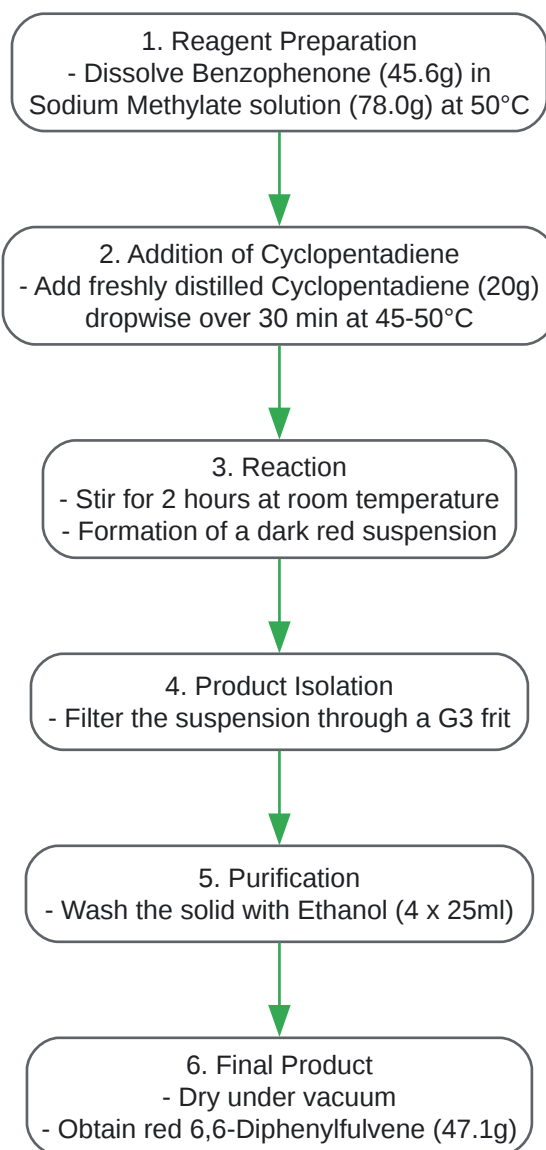 1. Reagent Preparation
- Dissolve Benzophenone (45.6g) in
Sodium Methylate solution (78.0g) at 50°C
2. Addition of Cyclopentadiene
- Add freshly distilled Cyclopentadiene (20g)
dropwise over 30 min at 45-50°C
3. Reaction
- Stir for 2 hours at room temperature
- Formation of a dark red suspension
4. Product Isolation
- Filter the suspension through a G3 frit
5. Purification
- Wash the solid with Ethanol (4 x 25ml)
6. Final Product
- Dry under vacuum
- Obtain red 6,6-Diphenylfulvene (47.1g)